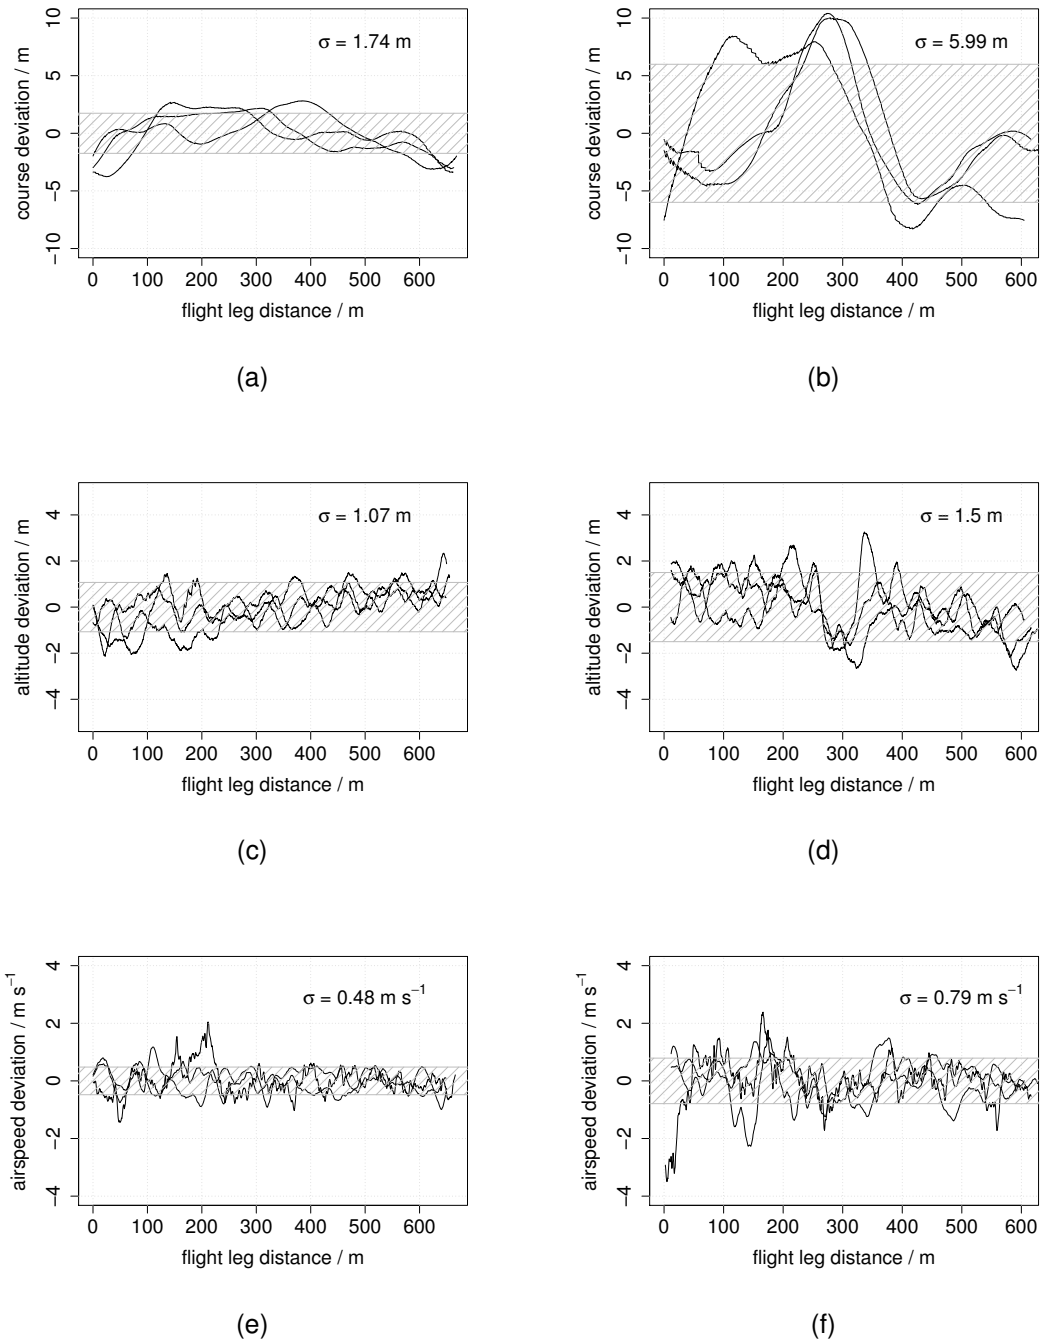 σ = 1.74 m
course deviation / m
10
5
0
−5
−10
0 100 200 300 400 500 600
flight leg distance / m
(a)
σ = 5.99 m
course deviation / m
10
5
0
−5
−10
0 100 200 300 400 500 600
flight leg distance / m
(b)
σ = 1.07 m
altitude deviation / m
4
2
0
−2
−4
0 100 200 300 400 500 600
flight leg distance / m
(c)
σ = 1.5 m
altitude deviation / m
4
2
0
−2
−4
0 100 200 300 400 500 600
flight leg distance / m
(d)
σ = 0.48 m s⁻¹
airspeed deviation / m s⁻¹
4
2
0
−2
−4
0 100 200 300 400 500 600
flight leg distance / m
(e)
σ = 0.79 m s⁻¹
airspeed deviation / m s⁻¹
4
2
0
−2
−4
0 100 200 300 400 500 600
flight leg distance / m
(f)